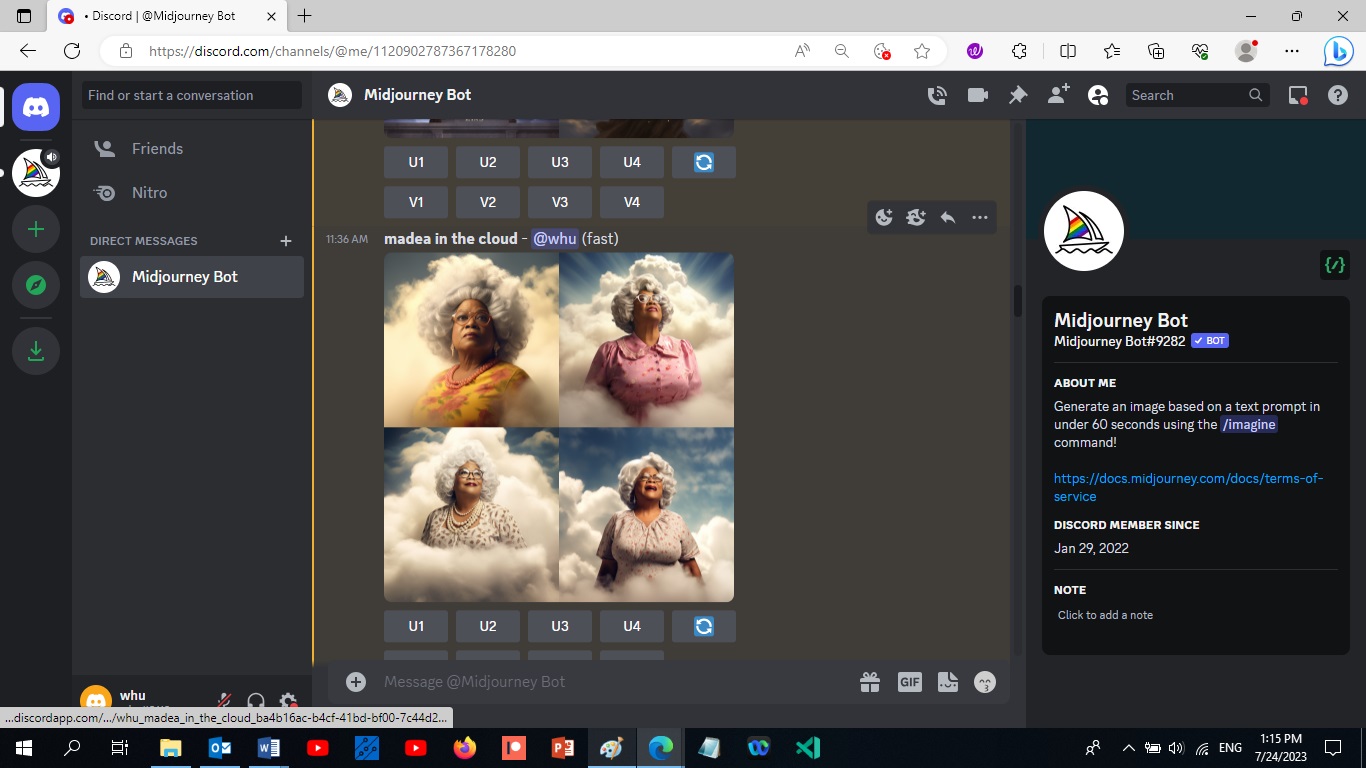 • Discord | @Midjourney Bot
https://discord.com/channels/@me/1120902787367178280
Find or start a conversation
Midjourney Bot
Search
Friends
Nitro
DIRECT MESSAGES
Midjourney Bot
U1 U2 U3 U4
V1 V2 V3 V4
11:36 AM madea in the cloud - @whu (fast)
U1 U2 U3 U4
Message @Midjourney Bot
GIF
whu
...discordapp.com/.../whu_madea_in_the_cloud_ba4b16ac-b4cf-41bd-bf00-7c44d2...
Midjourney Bot
Midjourney Bot#9282 BOT
ABOUT ME
Generate an image based on a text prompt in
under 60 seconds using the /imagine
command!
https://docs.midjourney.com/docs/terms-of-
service
DISCORD MEMBER SINCE
Jan 29, 2022
NOTE
Click to add a note
ENG
1:15 PM
7/24/2023